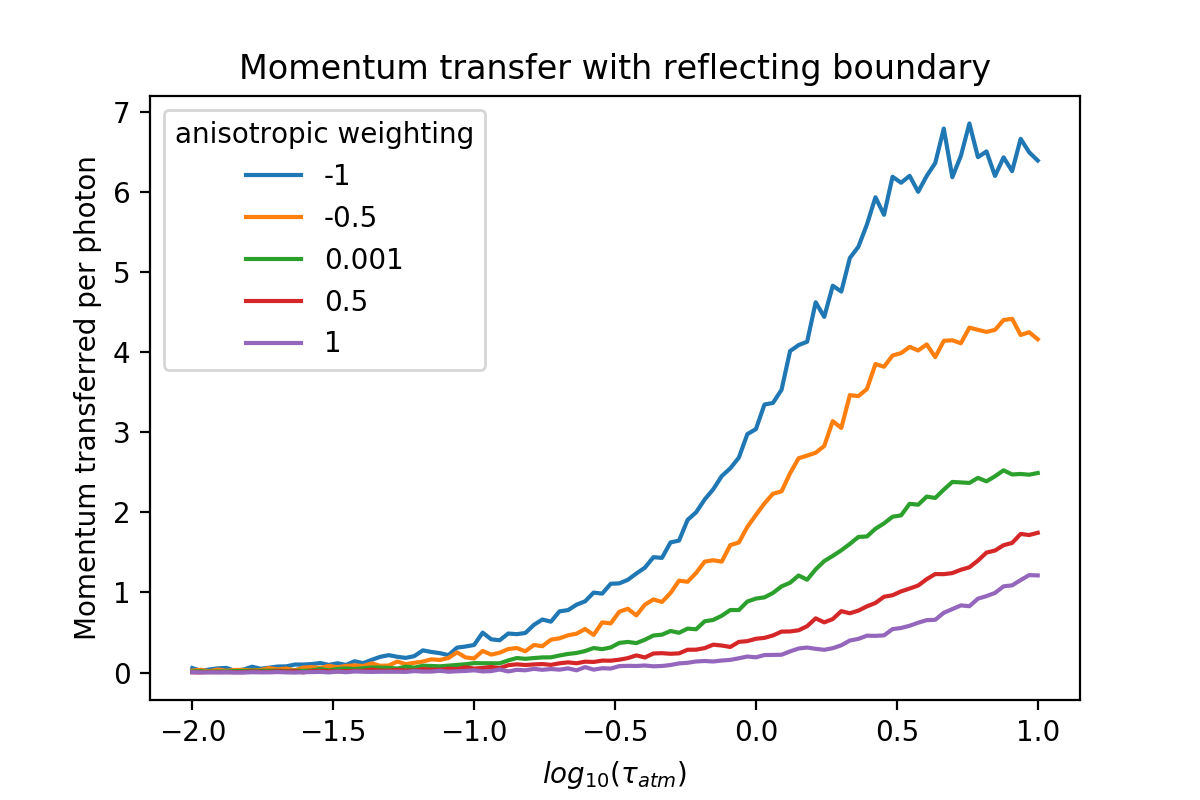 Momentum transfer with reflecting boundary
Momentum transferred per photon
7
6
5
4
3
2
1
0
anisotropic weighting
-1
-0.5
0.001
0.5
1
−2.0 −1.5 −1.0 −0.5 0.0 0.5 1.0
log₁₀(τₐₜₘ)